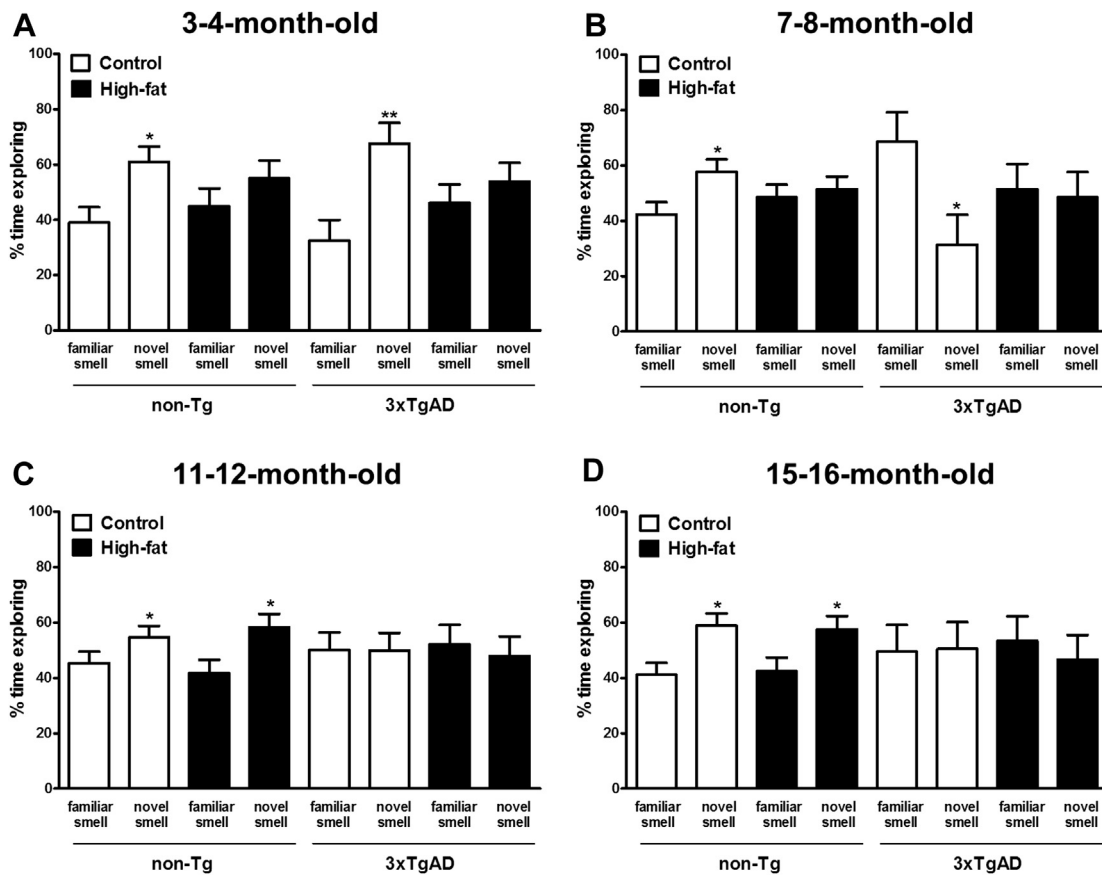 A
3-4-month-old
Control
High-fat
% time exploring
100
80
60
40
20
0
*
**
familiar smell
novel smell
familiar smell
novel smell
familiar smell
novel smell
familiar smell
novel smell
non-Tg
3xTgAD
B
7-8-month-old
Control
High-fat
% time exploring
100
80
60
40
20
0
*
*
familiar smell
novel smell
familiar smell
novel smell
familiar smell
novel smell
familiar smell
novel smell
non-Tg
3xTgAD
C
11-12-month-old
Control
High-fat
% time exploring
100
80
60
40
20
0
*
*
familiar smell
novel smell
familiar smell
novel smell
familiar smell
novel smell
familiar smell
novel smell
non-Tg
3xTgAD
D
15-16-month-old
Control
High-fat
% time exploring
100
80
60
40
20
0
*
*
familiar smell
novel smell
familiar smell
novel smell
familiar smell
novel smell
familiar smell
novel smell
non-Tg
3xTgAD